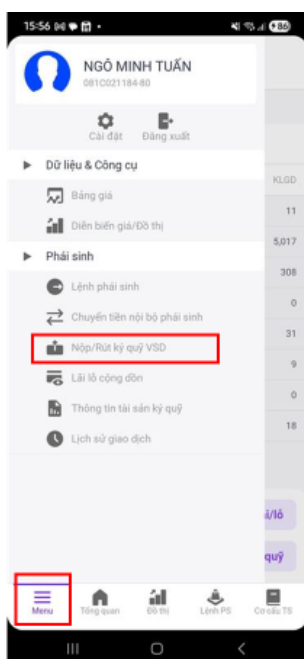 15:56
86
NGÔ MINH TUẤN
081C021184-80
Cài đặt Đăng xuất
Dữ liệu & Công cụ
KLGD
Bảng giá
11
Diễn biến giá/Đồ thị
5,017
Phái sinh
308
Lệnh phái sinh
0
Chuyển tiền nội bộ phái sinh
31
Nộp/Rút ký quỹ VSD
9
Lãi lỗ cộng dồn
0
Thông tin tài sản ký quỹ
18
Lịch sử giao dịch
ãi/lỗ
quỹ
Menu Tổng quan Đồ thị Lệnh PS Cơ cấu TS